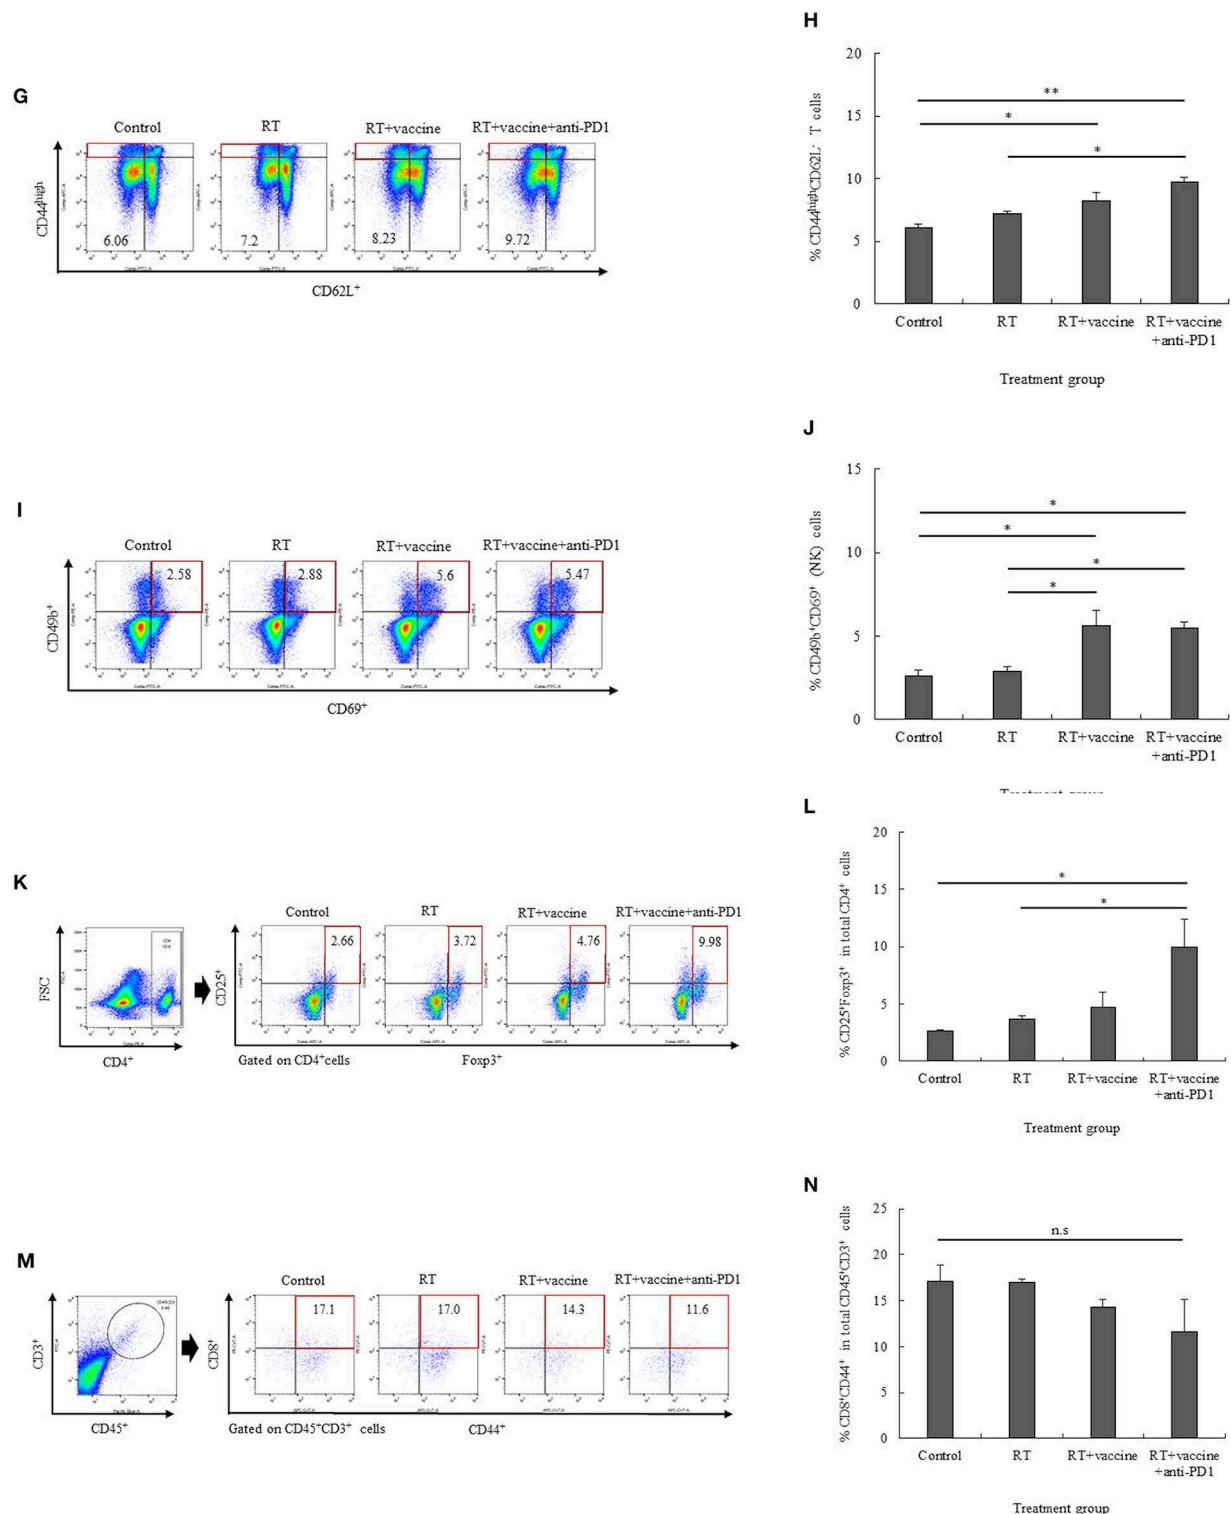 G
Control RT RT+vaccine RT+vaccine+anti-PD1
CD44high
6.06 7.2 8.23 9.72
CD62L+
H
% CD44highCD62L- T cells
20
15
10
5
0
** 
*
*
Control RT RT+vaccine RT+vaccine
+anti-PD1
Treatment group
I
Control RT RT+vaccine RT+vaccine+anti-PD1
CD49b+
2.58 2.88 5.6 5.47
CD69+
J
% CD49b+CD69+ (NK) cells
15
10
5
0
*
*
*
*
Control RT RT+vaccine RT+vaccine
+anti-PD1
Treatment group
K
FSC
CD4+
Control RT RT+vaccine RT+vaccine+anti-PD1
CD25+
2.66 3.72 4.76 9.98
Gated on CD4+cells Foxp3+
L
% CD25+Foxp3+ in total CD4+ cells
20
15
10
5
0
*
*
Control RT RT+vaccine RT+vaccine
+anti-PD1
Treatment group
M
CD3+
CD45+
Control RT RT+vaccine RT+vaccine+anti-PD1
CD8+
17.1 17.0 14.3 11.6
Gated on CD45+CD3+ cells CD44+
N
% CD8+CD44+ in total CD45+CD3+ cells
25
20
15
10
5
0
n.s
Control RT RT+vaccine RT+vaccine
+anti-PD1
Treatment group